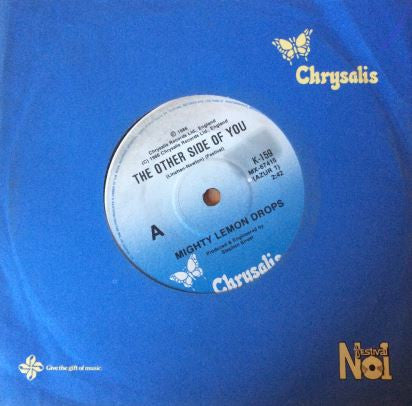 Chrysalis
℗ 1986
Chrysalis Records Ltd., England
(C) 1986 Chrysalis Records Ltd., England
THE OTHER SIDE OF YOU
(Linehan-Newton) (Festival)
K-159
MX-67416
(AZUR 1)
2:42
A
MIGHTY LEMON DROPS
Produced & Engineered by
Stephen Street
Chrysalis
Give the gift of music.
festival
No1